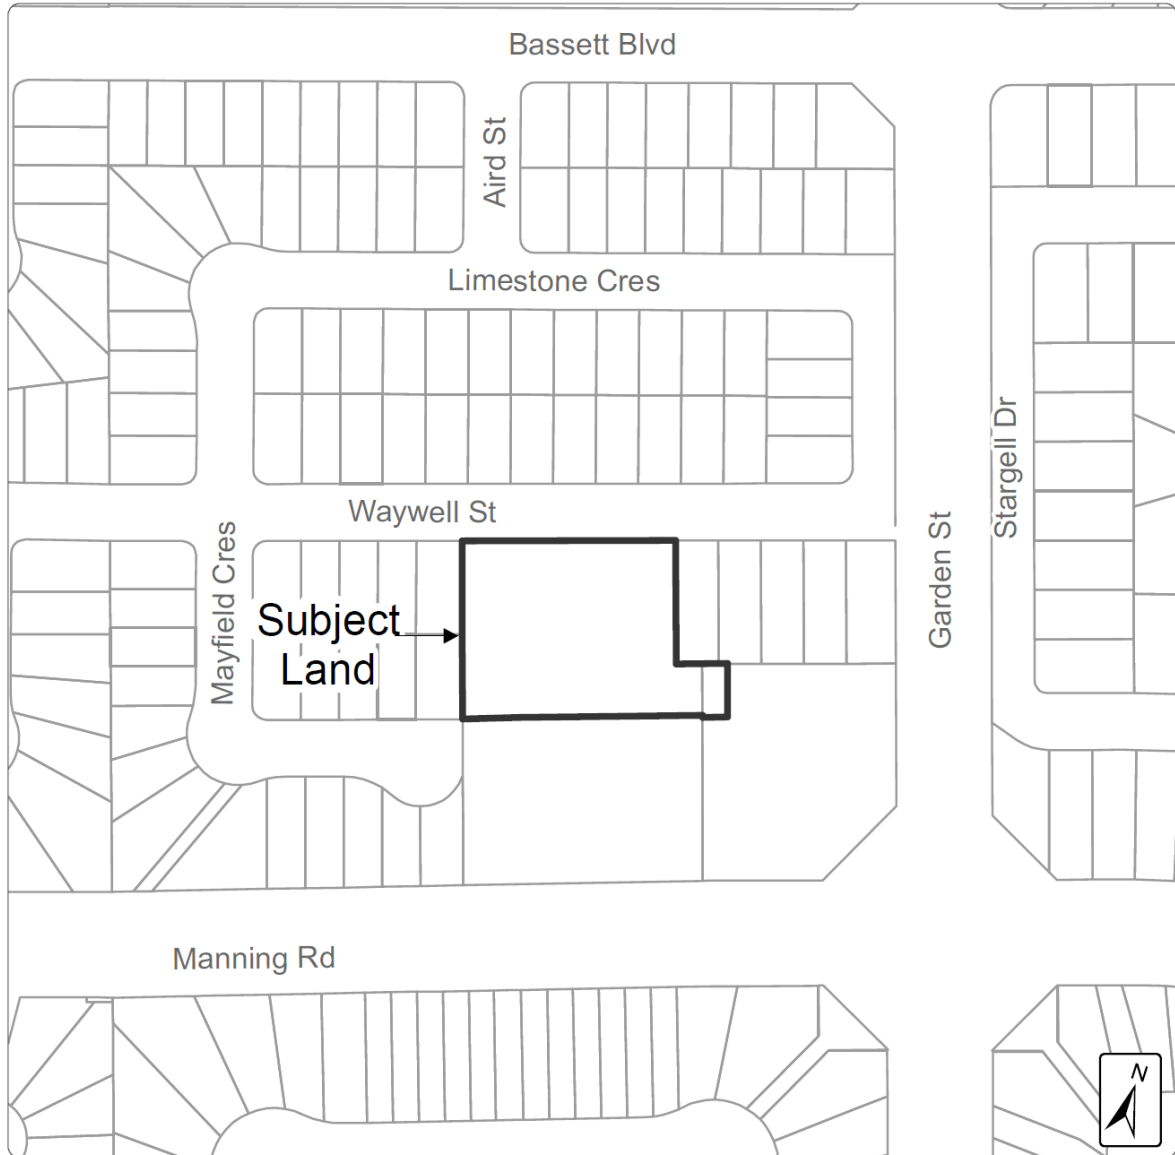 Bassett Blvd
Aird St
Limestone Cres
Stargell Dr
Waywell St
Garden St
Mayfield Cres
Subject
Land
Manning Rd
N